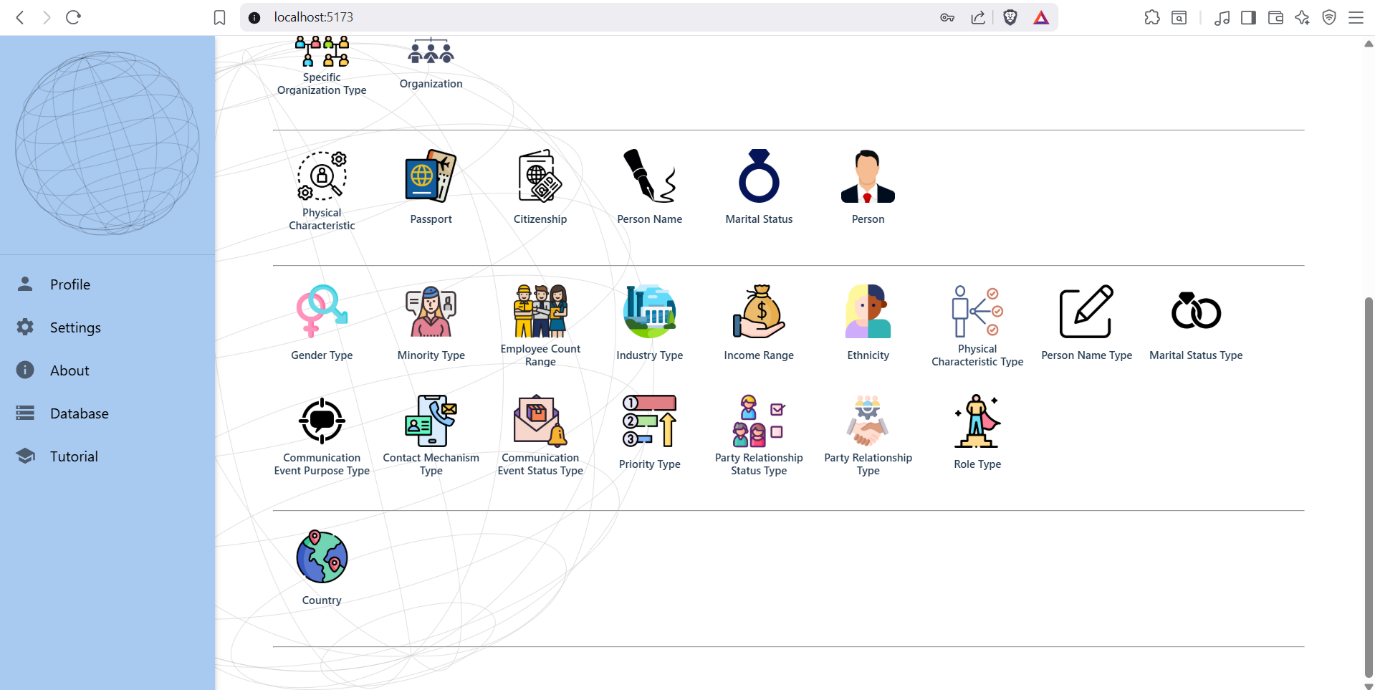 localhost:5173
Specific
Organization Type
Organization
Physical
Characteristic
Passport
Citizenship
Person Name
Marital Status
Person
Profile
Settings
About
Database
Tutorial
Gender Type
Minority Type
Employee Count
Range
Industry Type
Income Range
Ethnicity
Physical
Characteristic Type
Person Name Type
Marital Status Type
1
2
3
Communication
Event Purpose Type
Contact Mechanism
Type
Communication
Event Status Type
Priority Type
Party Relationship
Status Type
Party Relationship
Type
Role Type
Country